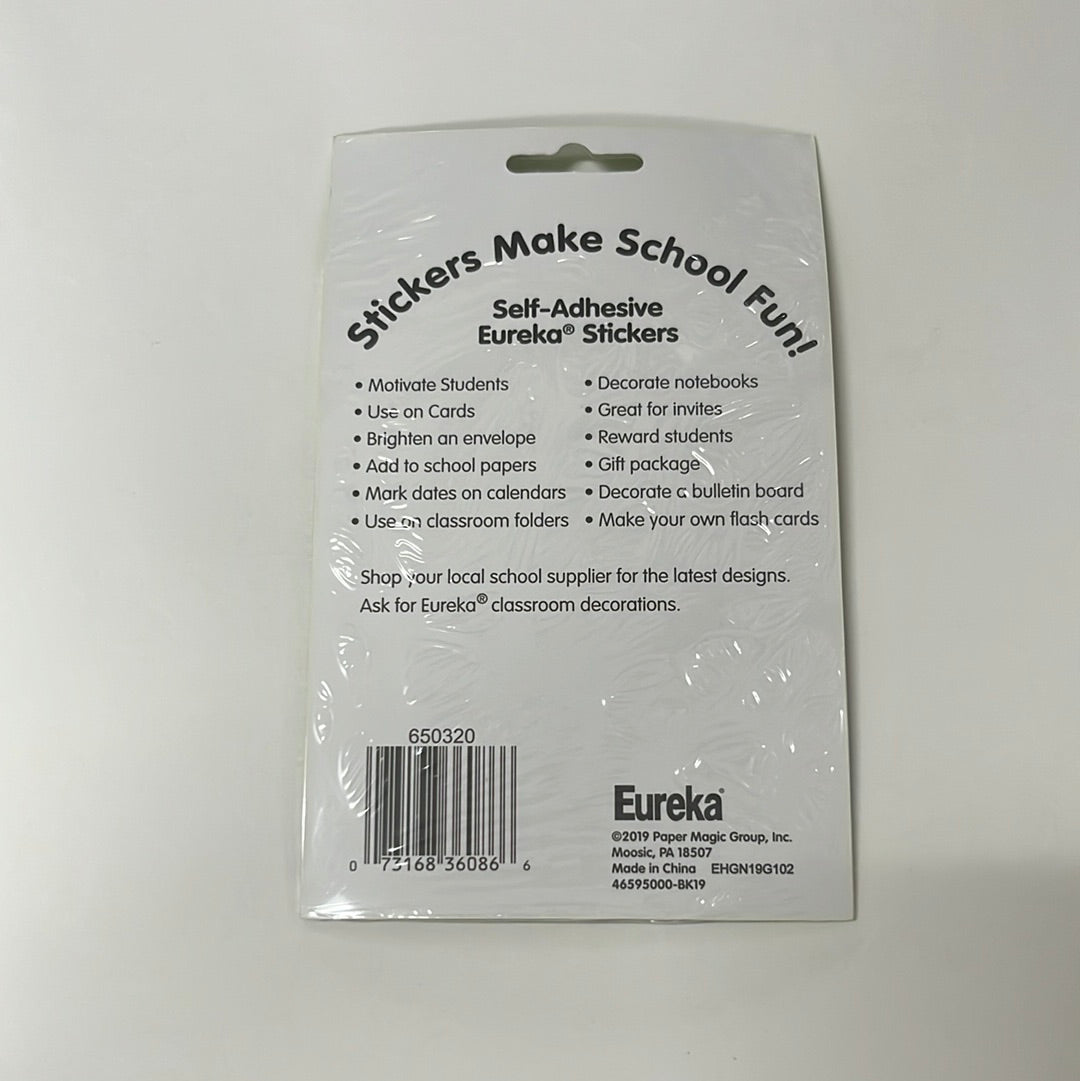 Stickers Make School Fun!
Self-Adhesive
Eureka® Stickers
• Motivate Students
• Use on Cards
• Brighten an envelope
• Add to school papers
• Mark dates on calendars
• Use on classroom folders
• Decorate notebooks
• Great for invites
• Reward students
• Gift package
• Decorate a bulletin board
• Make your own flash cards
Shop your local school supplier for the latest designs.
Ask for Eureka® classroom decorations.
650320
0 73168 36086 6
Eureka®
©2019 Paper Magic Group, Inc.
Moosic, PA 18507
Made in China EHGN19G102
46595000-BK19